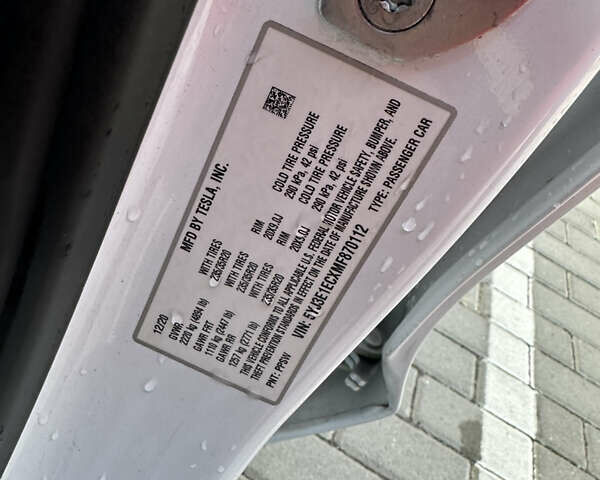 MFD BY TESLA, INC.
12/20
GVWR
2220 kg (4894 lb)
GAWR FRT
WITH TIRES
RIM
COLD TIRE PRESSURE
1110 kg (2447 lb)
235/35R20
20X9.0J
290 kPa, 42 psi
GAWR RR
WITH TIRES
RIM
COLD TIRE PRESSURE
1257 kg (2771 lb)
235/35R20
20X9.0J
290 kPa, 42 psi
THIS VEHICLE CONFORMS TO ALL APPLICABLE U.S. FEDERAL MOTOR VEHICLE SAFETY, BUMPER, AND
THEFT PREVENTION STANDARDS IN EFFECT ON THE DATE OF MANUFACTURE SHOWN ABOVE.
PNT: PPSW
VIN: 5YJ3E1ECXMF870112
TYPE: PASSENGER CAR